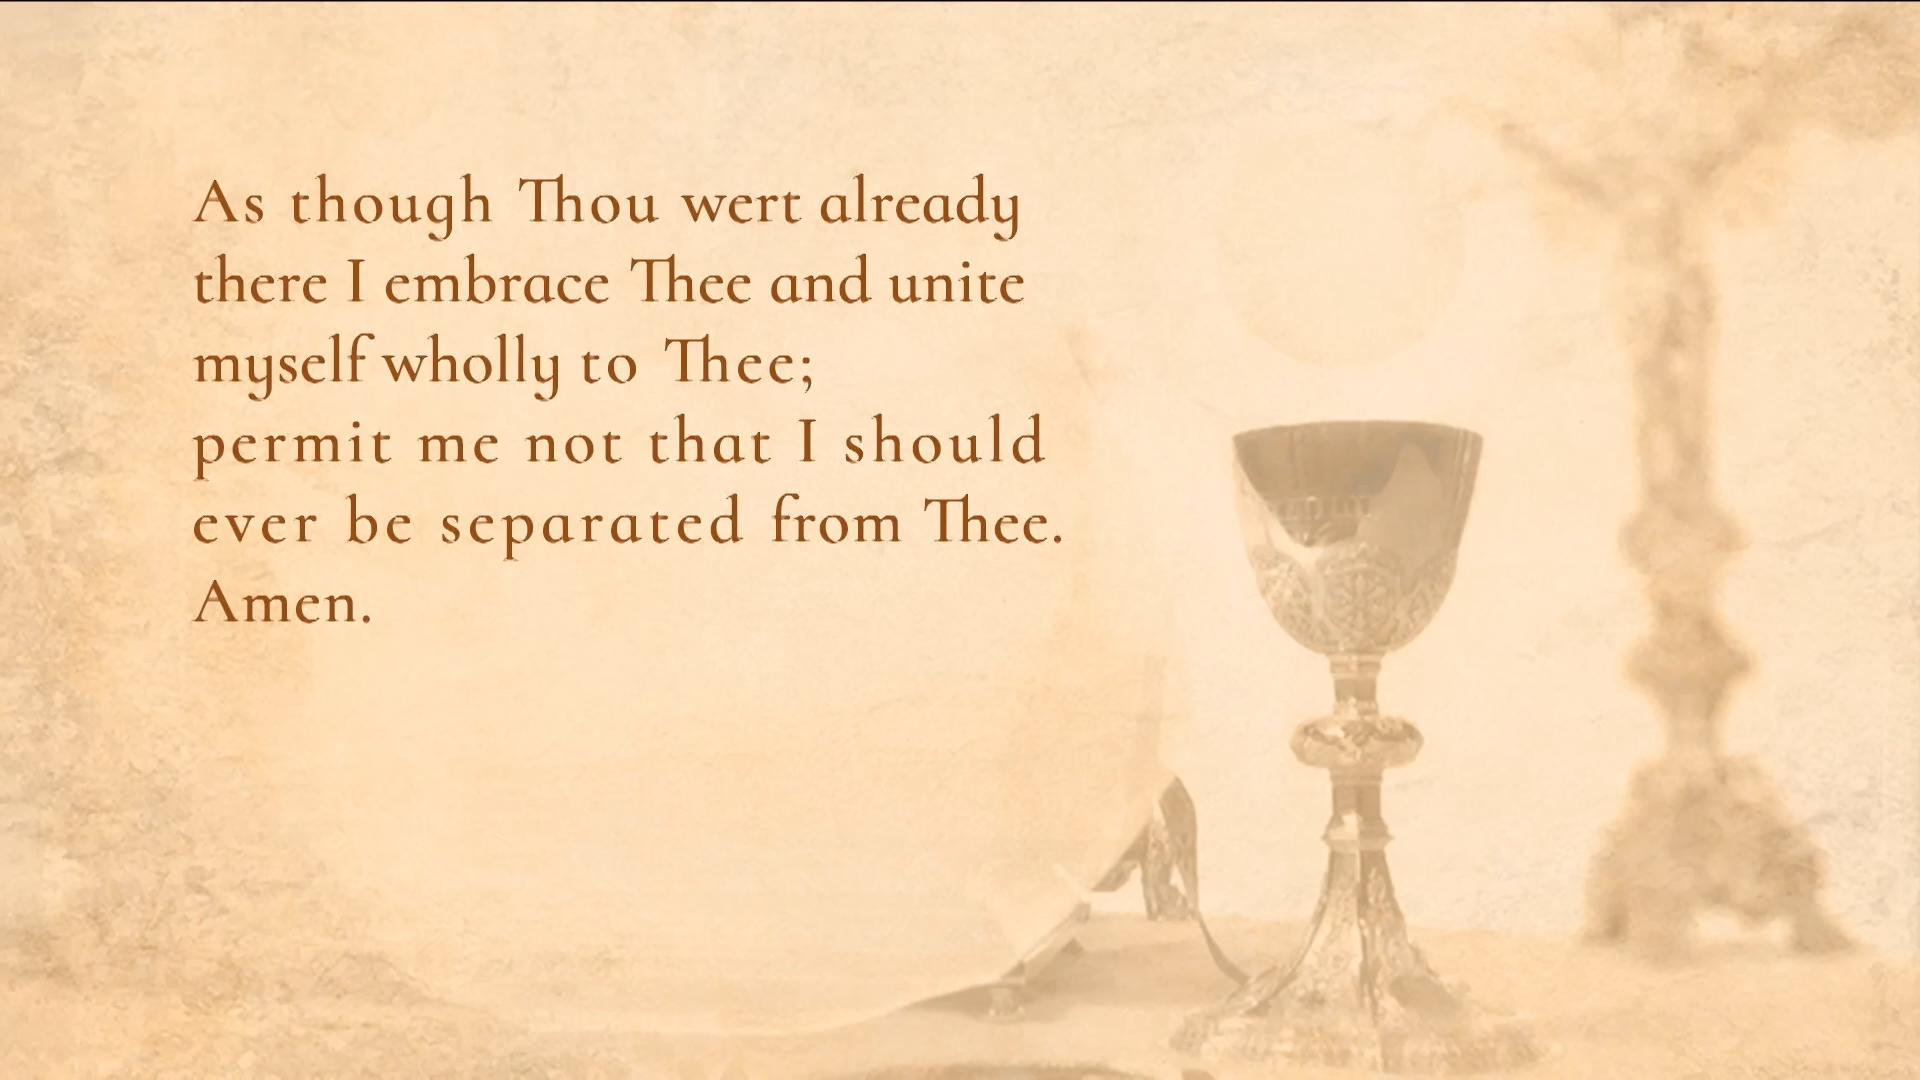 As though Thou wert already
there I embrace Thee and unite
myself wholly to Thee;
permit me not that I should
ever be separated from Thee.
Amen.